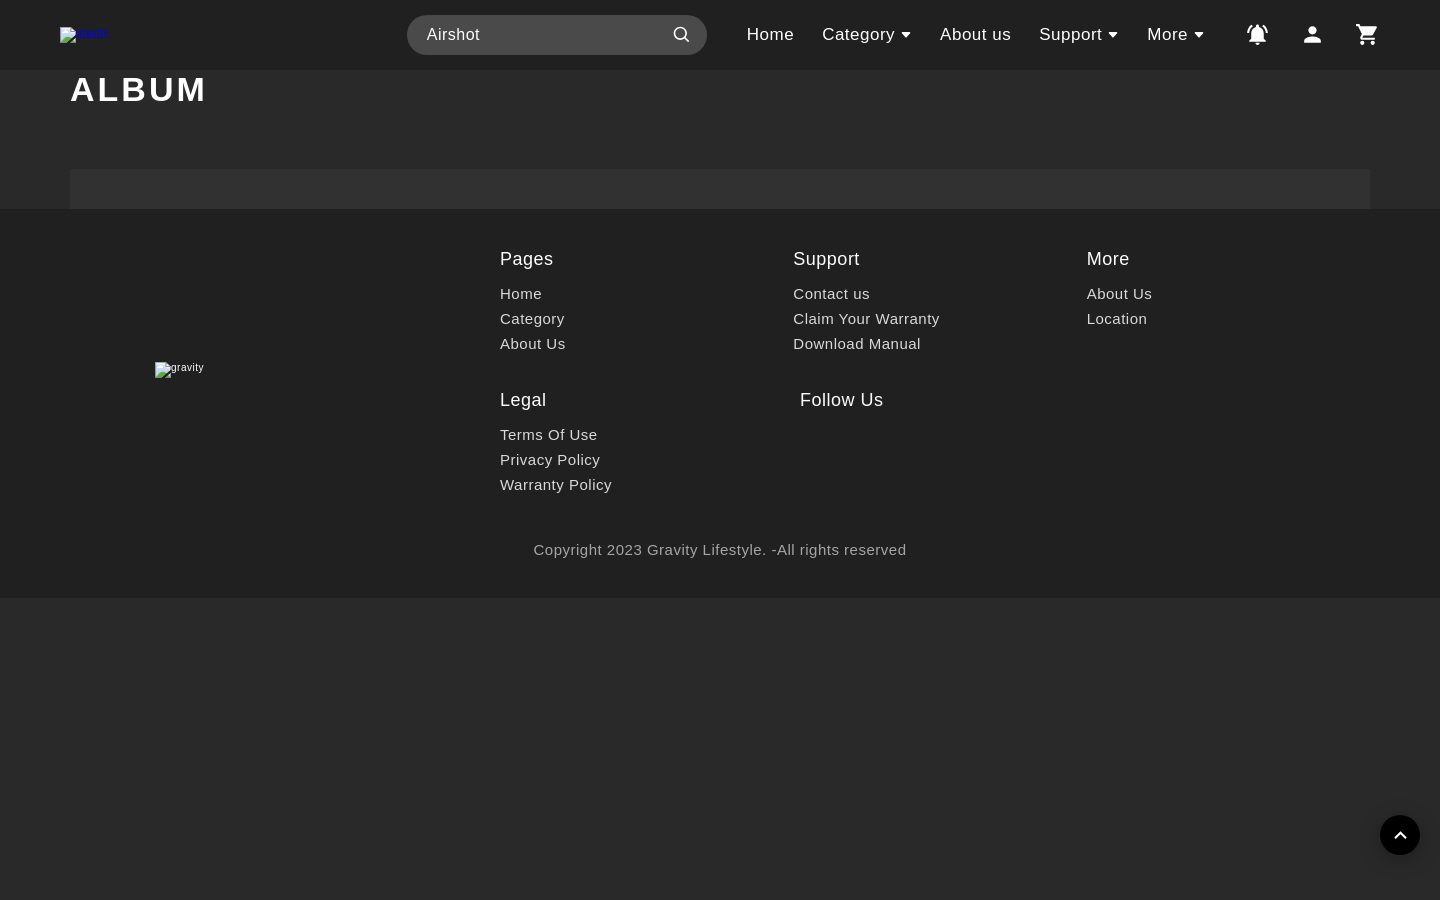 gravity
Airshot
Home
Category
About us
Support
More
ALBUM
Pages
Home
Category
About Us
Support
Contact us
Claim Your Warranty
Download Manual
More
About Us
Location
gravity
Legal
Terms Of Use
Privacy Policy
Warranty Policy
Follow Us
Copyright 2023 Gravity Lifestyle. -All rights reserved